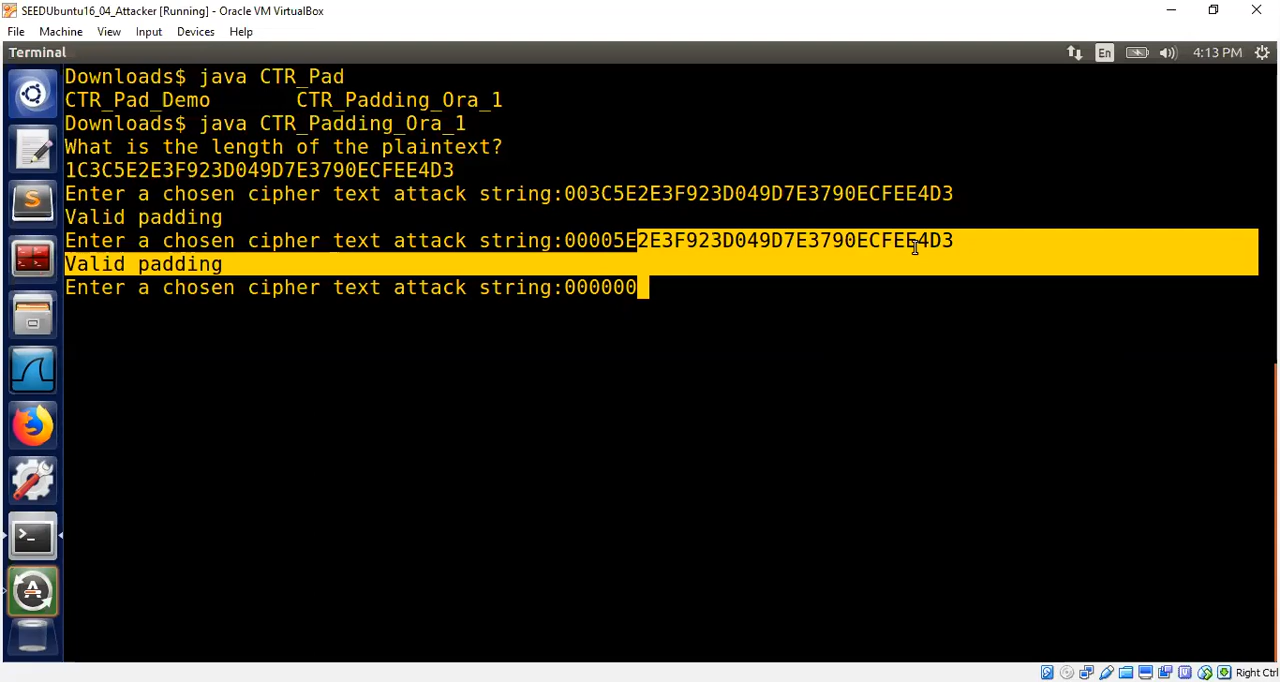 SEEDUbuntu16_04_Attacker [Running] - Oracle VM VirtualBox
File Machine View Input Devices Help
Terminal En 4:13 PM
Downloads$ java CTR_Pad
CTR_Pad_Demo CTR_Padding_Ora_1
Downloads$ java CTR_Padding_Ora_1
What is the length of the plaintext?
1C3C5E2E3F923D049D7E3790ECFEE4D3
Enter a chosen cipher text attack string:003C5E2E3F923D049D7E3790ECFEE4D3
Valid padding
Enter a chosen cipher text attack string:00005E2E3F923D049D7E3790ECFEE4D3
Valid padding
Enter a chosen cipher text attack string:000000
Right Ctrl